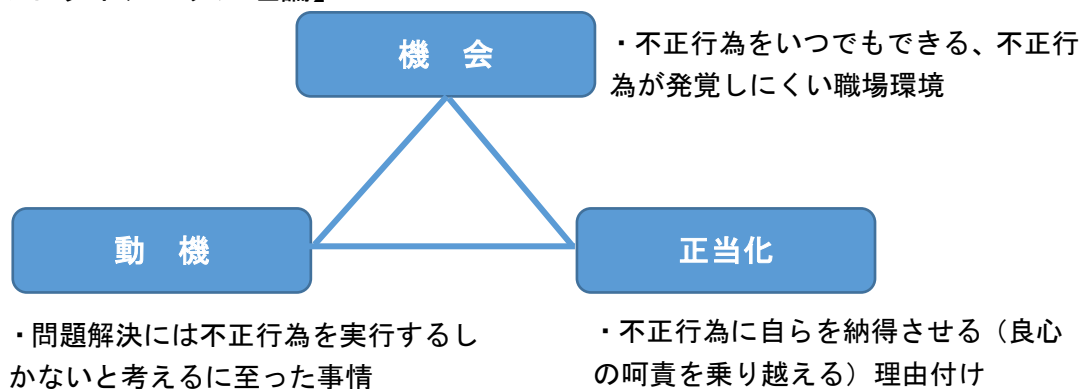 機　会
・不正行為をいつでもできる、不正行
為が発覚しにくい職場環境
動　機
正当化
・問題解決には不正行為を実行するし
かないと考えるに至った事情
・不正行為に自らを納得させる（良心
の呵責を乗り越える）理由付け